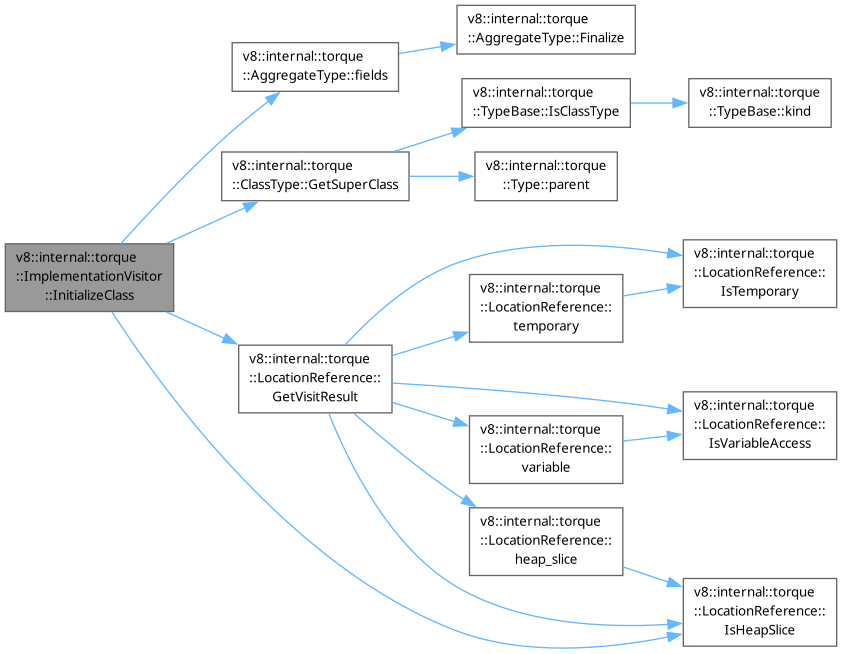 v8::internal::torque
::AggregateType::Finalize
v8::internal::torque
::AggregateType::fields
v8::internal::torque
::TypeBase::IsClassType
v8::internal::torque
::TypeBase::kind
v8::internal::torque
::ClassType::GetSuperClass
v8::internal::torque
::Type::parent
v8::internal::torque
::ImplementationVisitor
::InitializeClass
v8::internal::torque
::LocationReference::
IsTemporary
v8::internal::torque
::LocationReference::
temporary
v8::internal::torque
::LocationReference::
GetVisitResult
v8::internal::torque
::LocationReference::
IsVariableAccess
v8::internal::torque
::LocationReference::
variable
v8::internal::torque
::LocationReference::
heap_slice
v8::internal::torque
::LocationReference::
IsHeapSlice